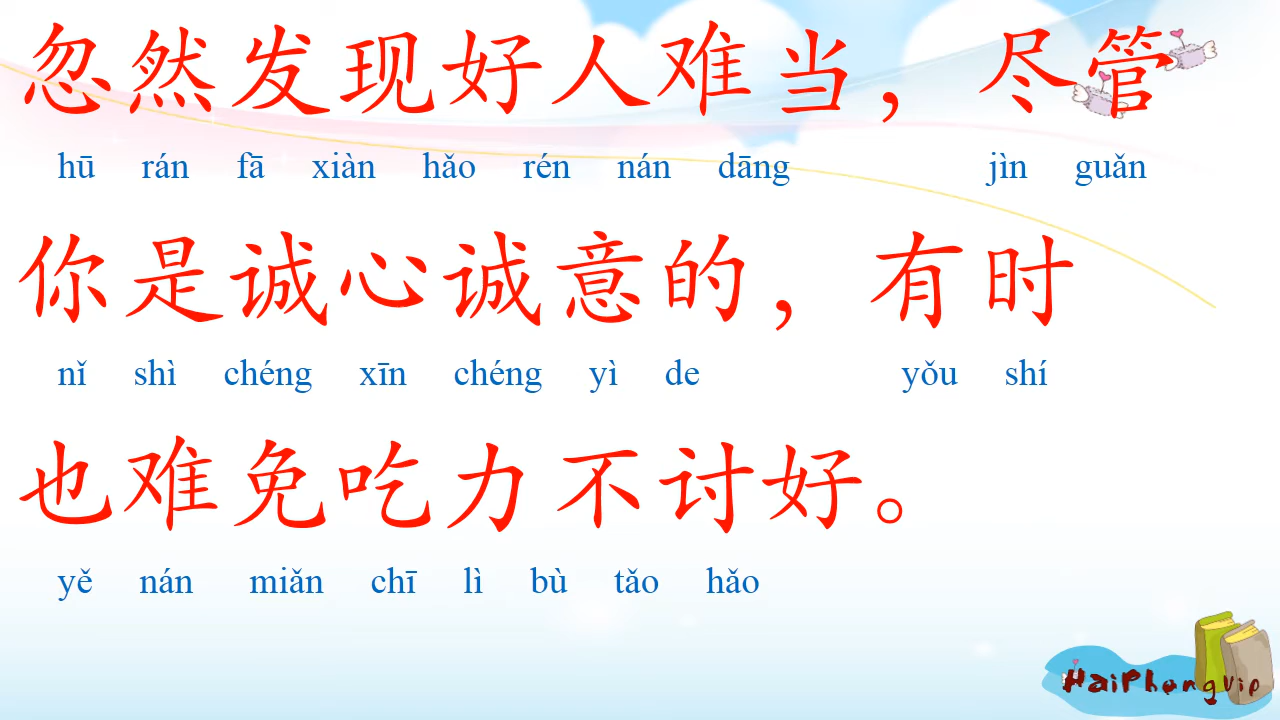 忽然发现好人难当，尽管
hū rán fā xiàn hǎo rén nán dāng jìn guǎn
你是诚心诚意的，有时
nǐ shì chéng xīn chéng yì de yǒu shí
也难免吃力不讨好。
yě nán miǎn chī lì bù tǎo hǎo
HaiPhongVip